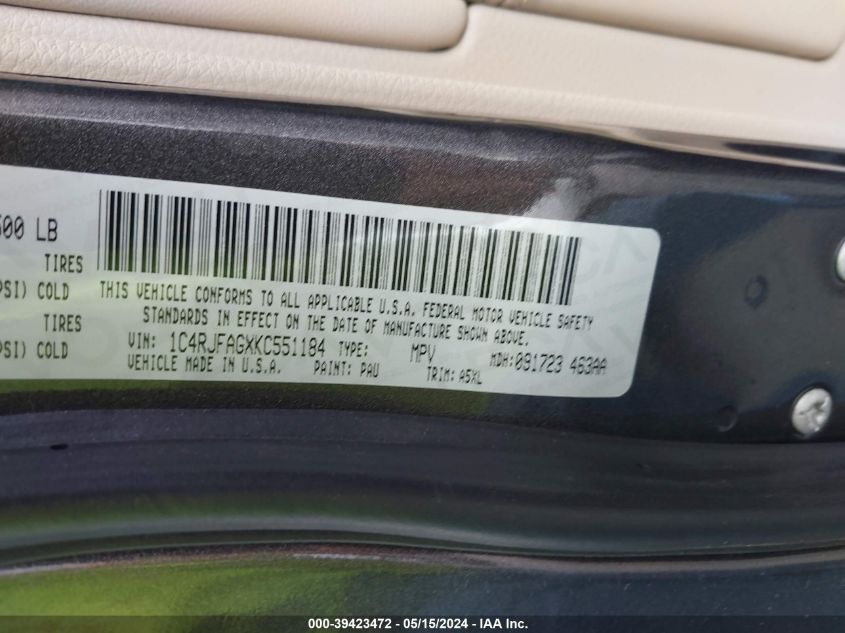 500 LB
TIRES
PSI) COLD
TIRES
PSI) COLD
THIS VEHICLE CONFORMS TO ALL APPLICABLE U.S.A. FEDERAL MOTOR VEHICLE SAFETY
STANDARDS IN EFFECT ON THE DATE OF MANUFACTURE SHOWN ABOVE.
VIN: 1C4RJFAGXKC551184 TYPE: MPV MDH:091723 463AA
VEHICLE MADE IN U.S.A. PAINT: PAU TRIM: A5XL
000-39423472 - 05/15/2024 - IAA Inc.